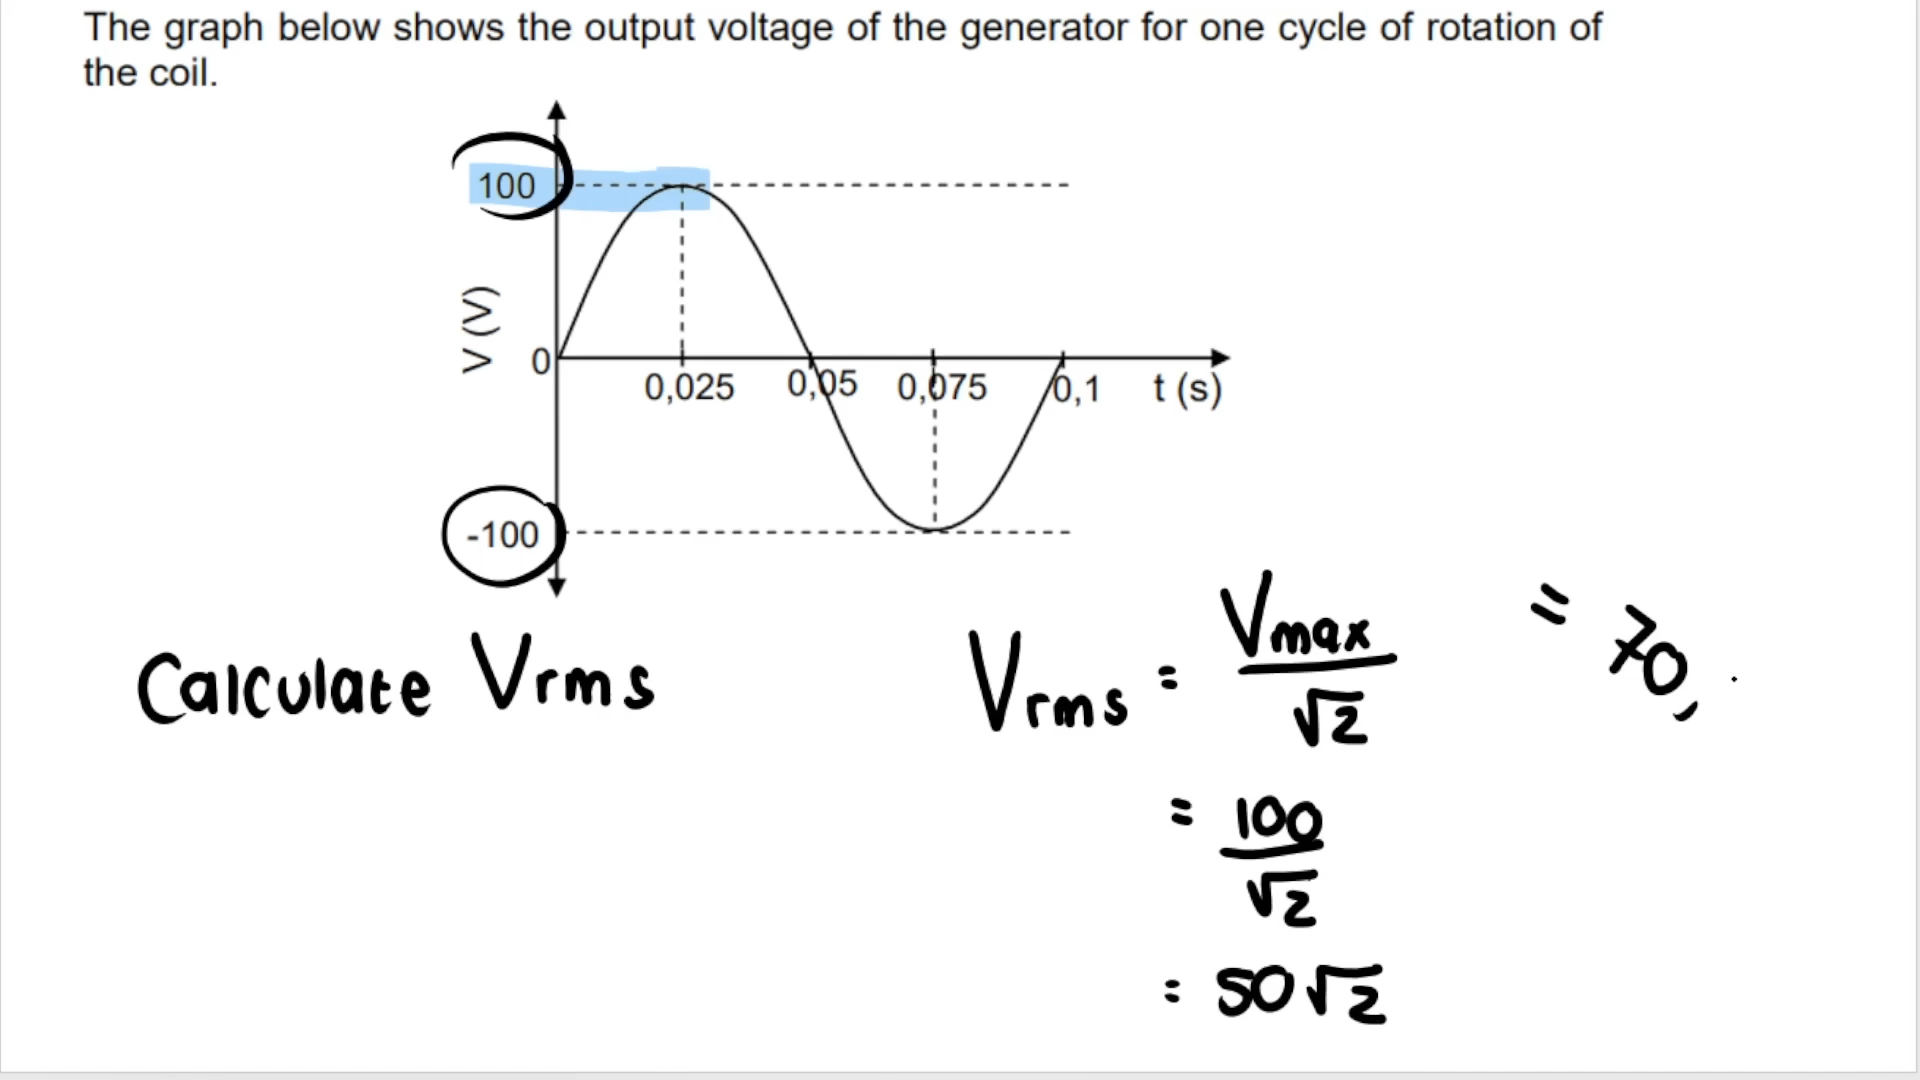 The graph below shows the output voltage of the generator for one cycle of rotation of
the coil.
100
V (V)
0
0,025 0,05 0,075 0,1 t (s)
-100
Calculate Vrms
Vrms = Vmax / √2 = 70,
= 100 / √2
= 50√2